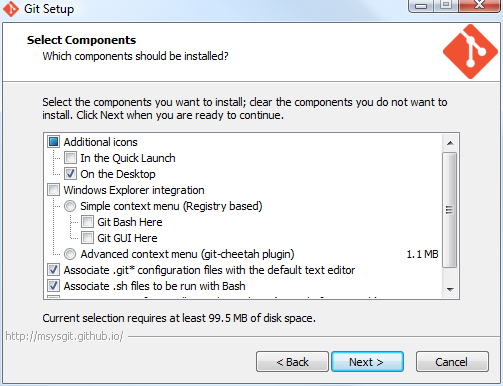 Git Setup
Select Components
Which components should be installed?
Select the components you want to install; clear the components you do not want to
install. Click Next when you are ready to continue.
Additional icons
In the Quick Launch
On the Desktop
Windows Explorer integration
Simple context menu (Registry based)
Git Bash Here
Git GUI Here
Advanced context menu (git-cheetah plugin) 1.1 MB
Associate .git* configuration files with the default text editor
Associate .sh files to be run with Bash
Current selection requires at least 99.5 MB of disk space.
http://msysgit.github.io/
< Back Next > Cancel